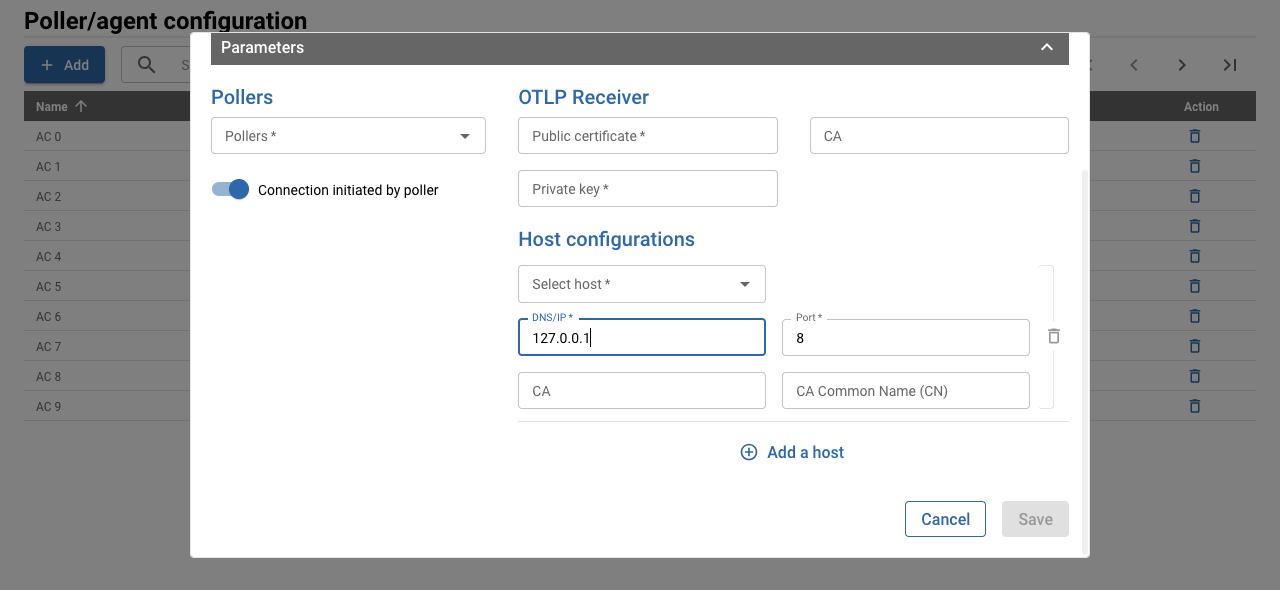 Poller/agent configuration
Add
S
Parameters
Name
Action
Pollers
OTLP Receiver
Pollers *
Public certificate *
CA
Connection initiated by poller
Private key *
Host configurations
Select host *
DNS/IP *
127.0.0.1
Port *
8
CA
CA Common Name (CN)
Add a host
Cancel
Save
AC 0
AC 1
AC 2
AC 3
AC 4
AC 5
AC 6
AC 7
AC 8
AC 9